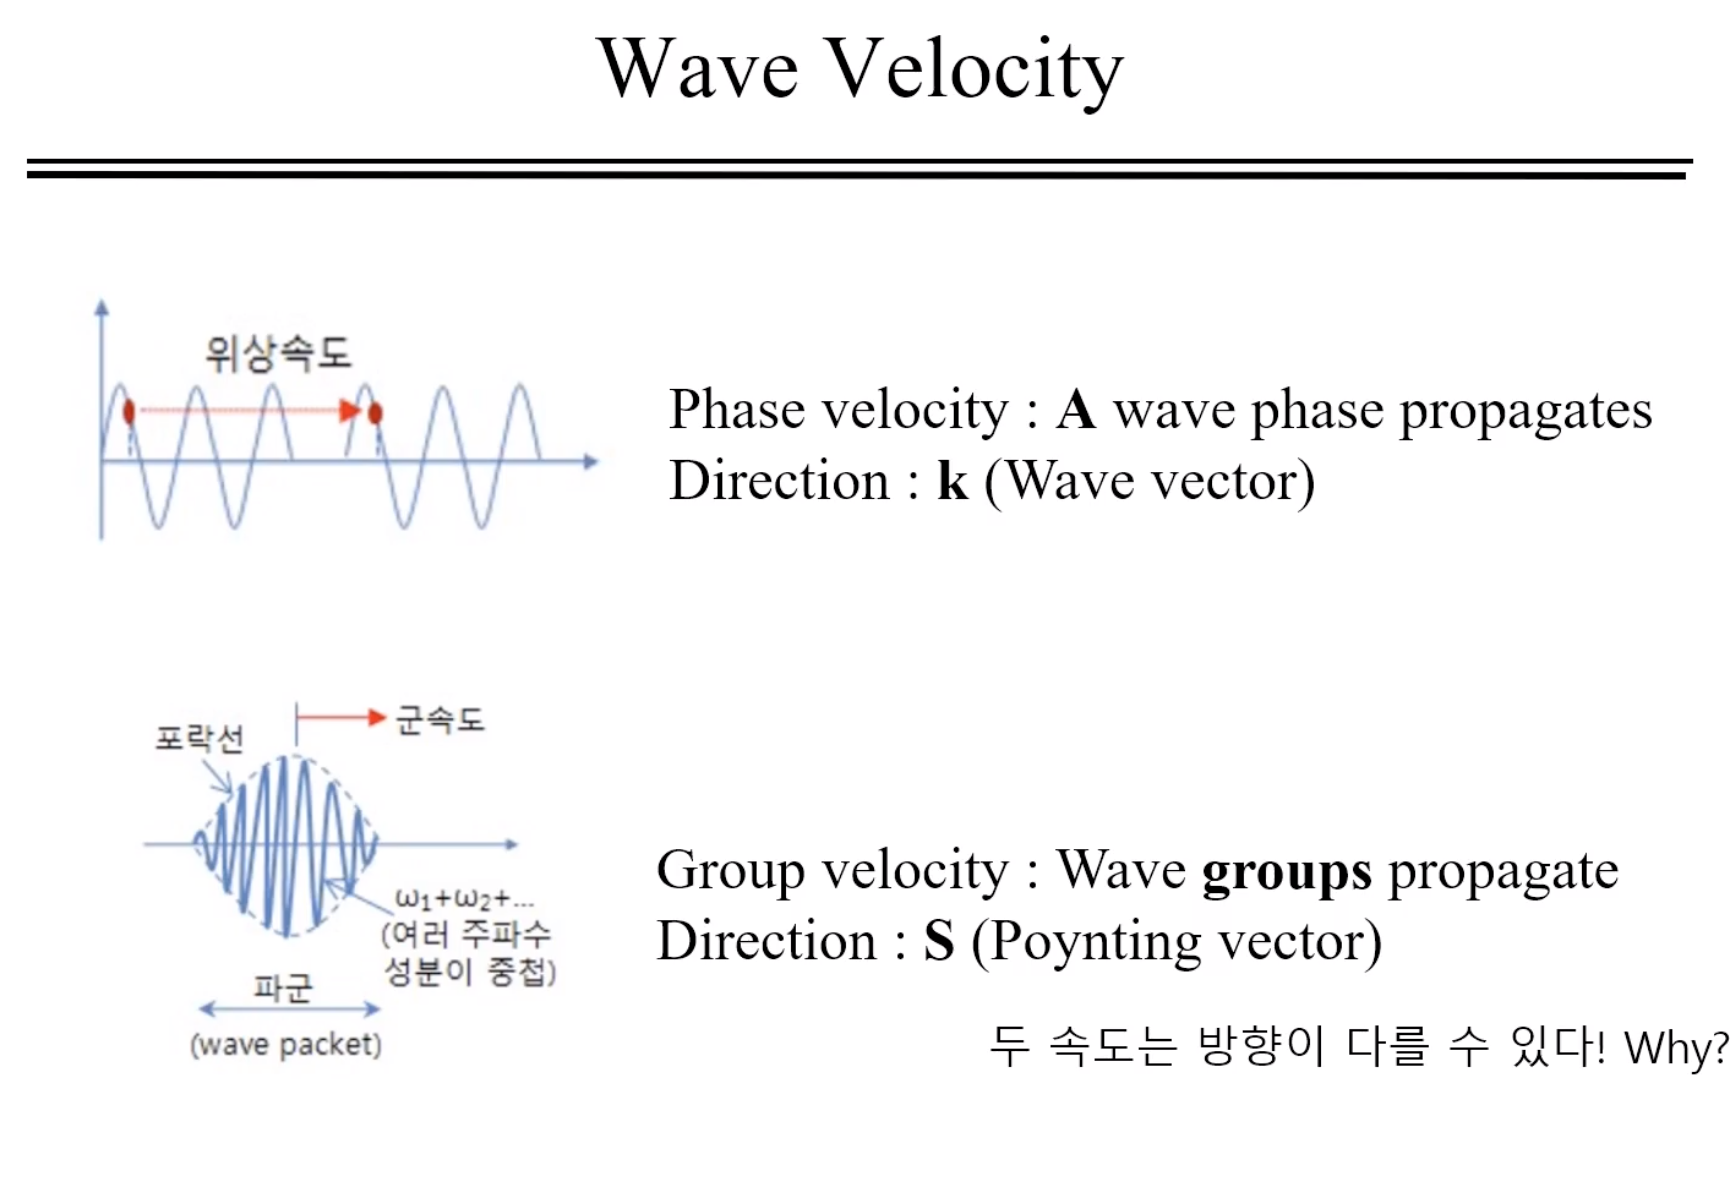 Wave Velocity
위상속도
Phase velocity : A wave phase propagates
Direction : k (Wave vector)
군속도
포락선
ω₁+ω₂+...
(여러 주파수
성분이 중첩)
파군
(wave packet)
Group velocity : Wave groups propagate
Direction : S (Poynting vector)
두 속도는 방향이 다를 수 있다! Why?